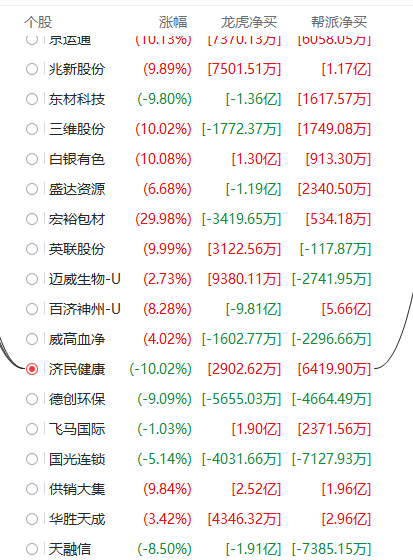 个股 涨幅 龙虎净买 帮派净买
京运通 (10.13%) [7370.13万] [6058.05万]
兆新股份 (9.89%) [7501.51万] [1.17亿]
东材科技 (-9.80%) [-1.36亿] [1617.57万]
三维股份 (10.02%) [-1772.37万] [1749.08万]
白银有色 (10.08%) [1.30亿] [913.30万]
盛达资源 (6.68%) [-1.19亿] [2340.50万]
宏裕包材 (29.98%) [-3419.65万] [534.18万]
英联股份 (9.99%) [3122.56万] [-117.87万]
迈威生物-U (2.73%) [9380.11万] [-2741.95万]
百济神州-U (8.28%) [-9.81亿] [5.66亿]
威高血净 (4.02%) [-1602.77万] [-2296.66万]
济民健康 (-10.02%) [2902.62万] [6419.90万]
德创环保 (-9.09%) [-5655.03万] [-4664.49万]
飞马国际 (-1.03%) [1.90亿] [2371.56万]
国光连锁 (-5.14%) [-4031.66万] [-7127.93万]
供销大集 (9.84%) [2.52亿] [1.96亿]
华胜天成 (3.42%) [4346.32万] [2.96亿]
天融信 (-8.50%) [-1.91亿] [-7385.15万]